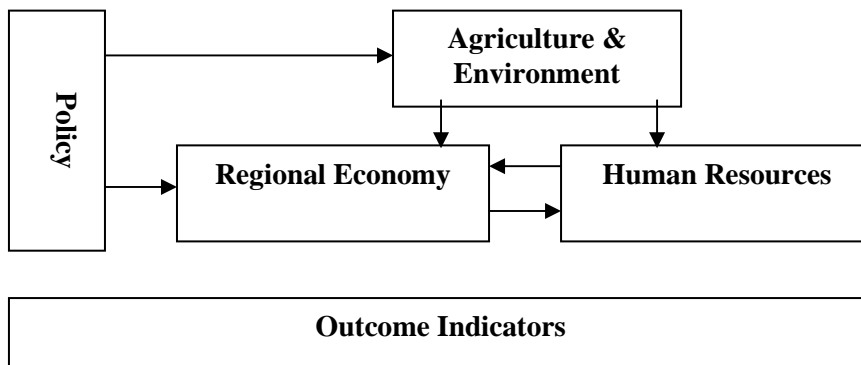 Policy
Agriculture &
Environment
Regional Economy
Human Resources
Outcome Indicators